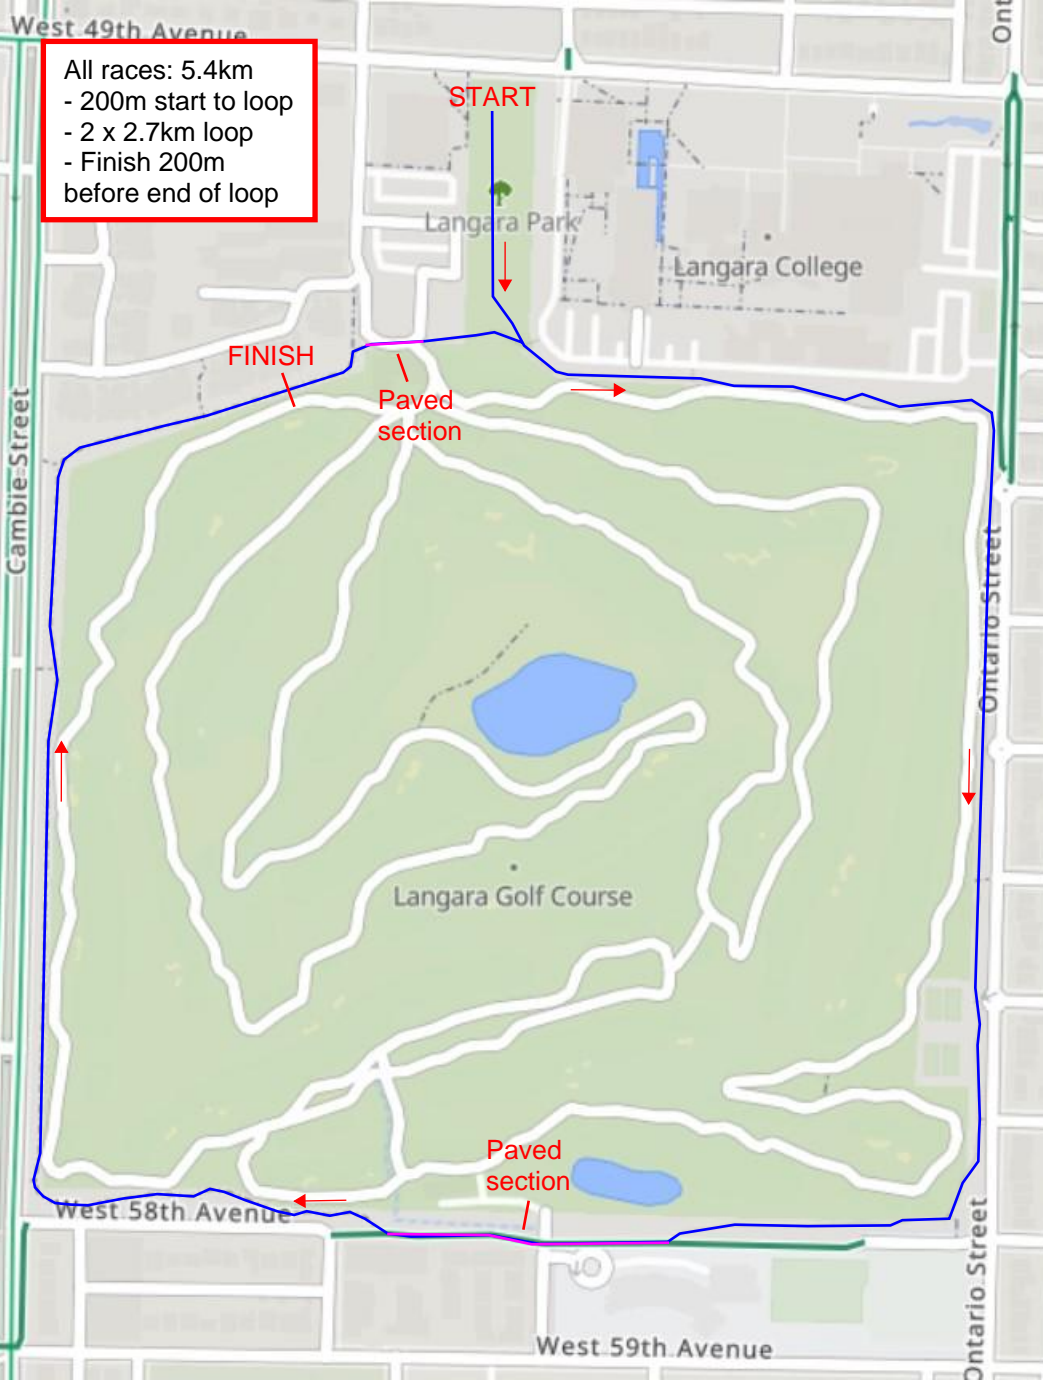 West 49th Avenue
Ont
All races: 5.4km
- 200m start to loop
- 2 x 2.7km loop
- Finish 200m
before end of loop
START
Langara Park
Langara College
FINISH
Paved
section
Cambie Street
Ontario Street
Langara Golf Course
Paved
section
West 58th Avenue
Ontario Street
West 59th Avenue